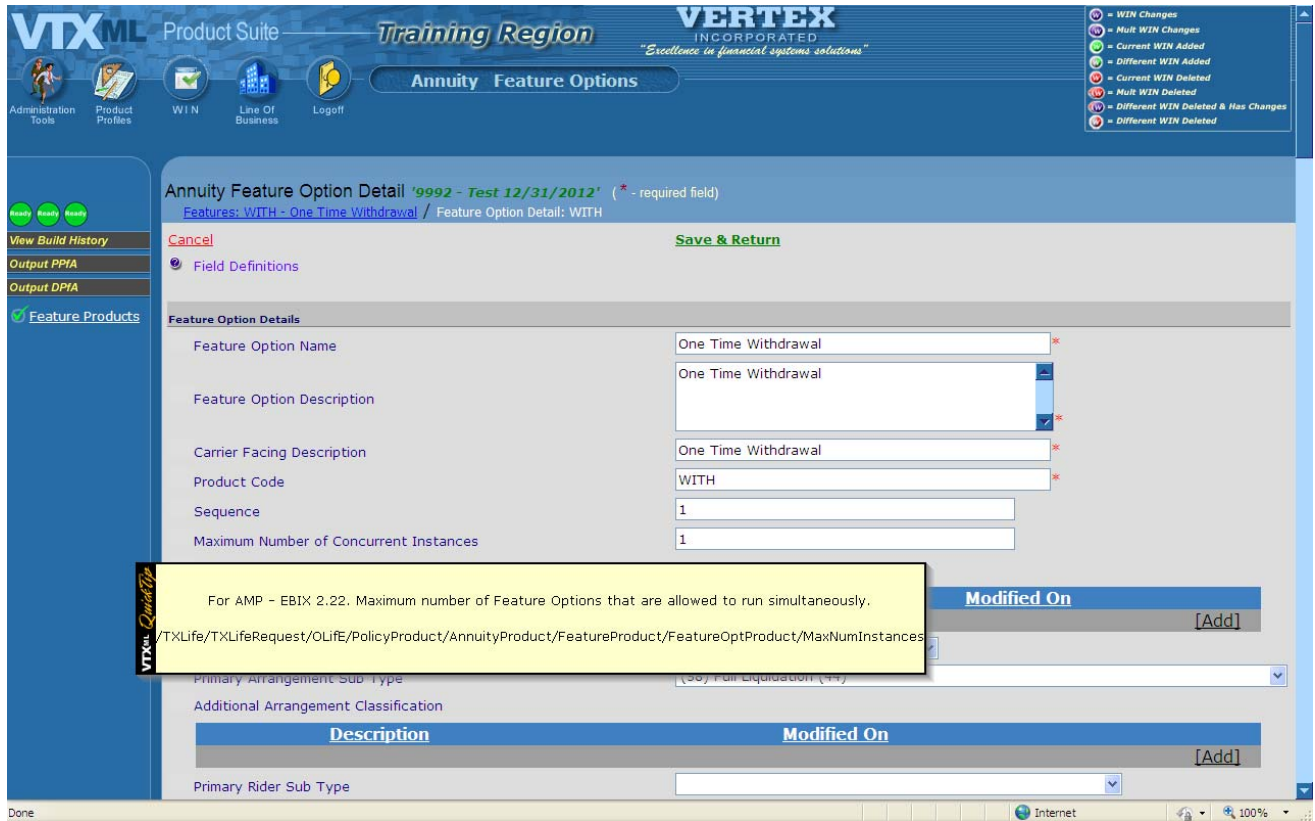 VTXML Product Suite
Training Region
VERTEX
INCORPORATED
"Excellence in financial systems solutions"
= WIN Changes
= Mult WIN Changes
= Current WIN Added
= Different WIN Added
= Current WIN Deleted
= Mult WIN Deleted
= Different WIN Deleted & Has Changes
= Different WIN Deleted
Administration Tools
Product Profiles
WIN
Line Of Business
Logoff
Annuity Feature Options
Ready Ready Ready
View Build History
Output PPfA
Output DPfA
Feature Products
Annuity Feature Option Detail '9992 - Test 12/31/2012' ( * - required field)
Features: WITH - One Time Withdrawal / Feature Option Detail: WITH
Cancel Save & Return
Field Definitions
Feature Option Details
Feature Option Name One Time Withdrawal *
Feature Option Description One Time Withdrawal *
Carrier Facing Description One Time Withdrawal *
Product Code WITH *
Sequence 1
Maximum Number of Concurrent Instances 1
VTXML QuickTip
For AMP - EBIX 2.22. Maximum number of Feature Options that are allowed to run simultaneously.
/TXLife/TXLifeRequest/OLifE/PolicyProduct/AnnuityProduct/FeatureProduct/FeatureOptProduct/MaxNumInstances
Modified On
[Add]
Primary Arrangement Sub Type (38) Full Liquidation (44)
Additional Arrangement Classification
Description Modified On
[Add]
Primary Rider Sub Type
Done Internet 100%